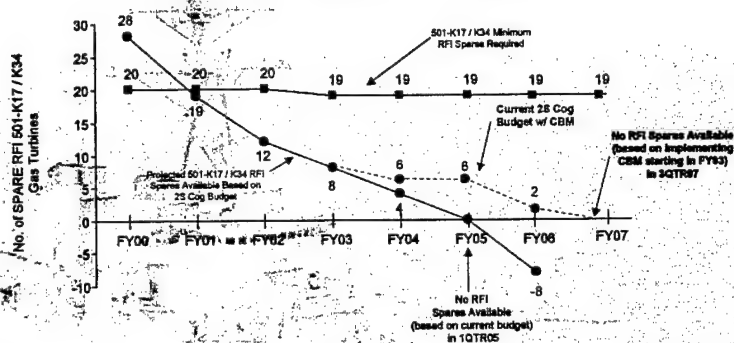 501-K17 / K34 Minimum
RFI Spares Required
No. of SPARE RFI 501-K17 / K34
Gas Turbines
30
25
20
15
10
5
0
-5
-10
28
20
20
20
19
19
19
19
19
19
12
8
6
4
6
2
-8
Current 2S Cog
Budget w/ CBM
No RFI Spares Available
(based on implementing
CBM starting in FY03)
in 3QTR07
Projected 501-K17 / K34 RFI
Spares Available Based on
2S Cog Budget
FY00
FY01
FY02
FY03
FY04
FY05
FY06
FY07
No RFI
Spares Available
(based on current budget)
in 1QTR05